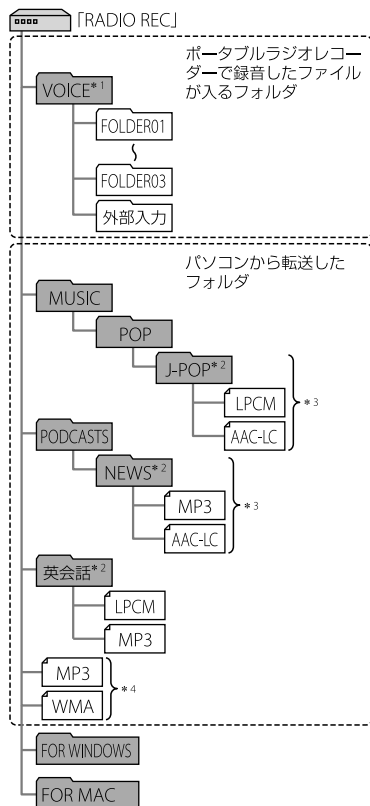 「RADIO REC」
ポータブルラジオレコー
ダーで録音したファイル
が入るフォルダ
VOICE*1
FOLDER01
〜
FOLDER03
外部入力
パソコンから転送した
フォルダ
MUSIC
POP
J-POP*2
LPCM
*3
AAC-LC
PODCASTS
NEWS*2
MP3
*3
AAC-LC
英会話*2
LPCM
MP3
MP3
*4
WMA
FOR WINDOWS
FOR MAC